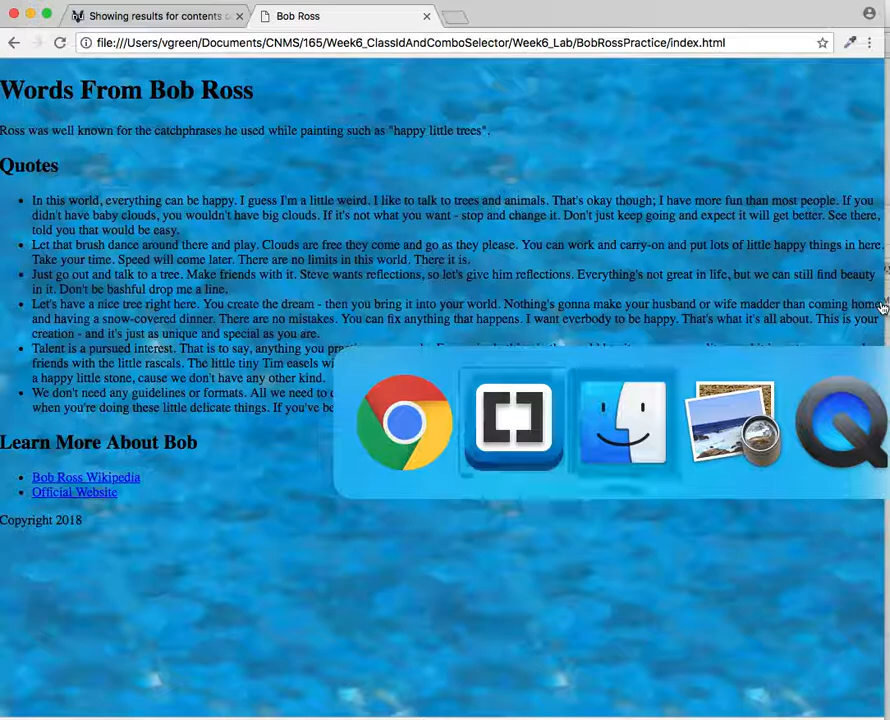 Showing results for contents
Bob Ross
file:///Users/vgreen/Documents/CNMS/165/Week6_ClassIdAndComboSelector/Week6_Lab/BobRossPractice/index.html
Words From Bob Ross
Ross was well known for the catchphrases he used while painting such as "happy little trees".
Quotes
In this world, everything can be happy. I guess I'm a little weird. I like to talk to trees and animals. That's okay though; I have more fun than most people. If you
didn't have baby clouds, you wouldn't have big clouds. If it's not what you want - stop and change it. Don't just keep going and expect it will get better. See there,
told you that would be easy.
Let that brush dance around there and play. Clouds are free they come and go as they please. You can work and carry-on and put lots of little happy things in here.
Take your time. Speed will come later. There are no limits in this world. There it is.
Just go out and talk to a tree. Make friends with it. Steve wants reflections, so let's give him reflections. Everything's not great in life, but we can still find beauty
in it. Don't be bashful drop me a line.
Let's have a nice tree right here. You create the dream - then you bring it into your world. Nothing's gonna make your husband or wife madder than coming home
and having a snow-covered dinner. There are no mistakes. You can fix anything that happens. I want everbody to be happy. That's what it's all about. This is your
creation - and it's just as unique and special as you are.
Talent is a pursued interest. That is to say, anything you
friends with the little rascals. The little tiny Tim easels
a happy little stone, cause we don't have any other kind.
We don't need any guidelines or formats. All we need to
when you're doing these little delicate things. If you've
Learn More About Bob
Bob Ross Wikipedia
Official Website
Copyright 2018